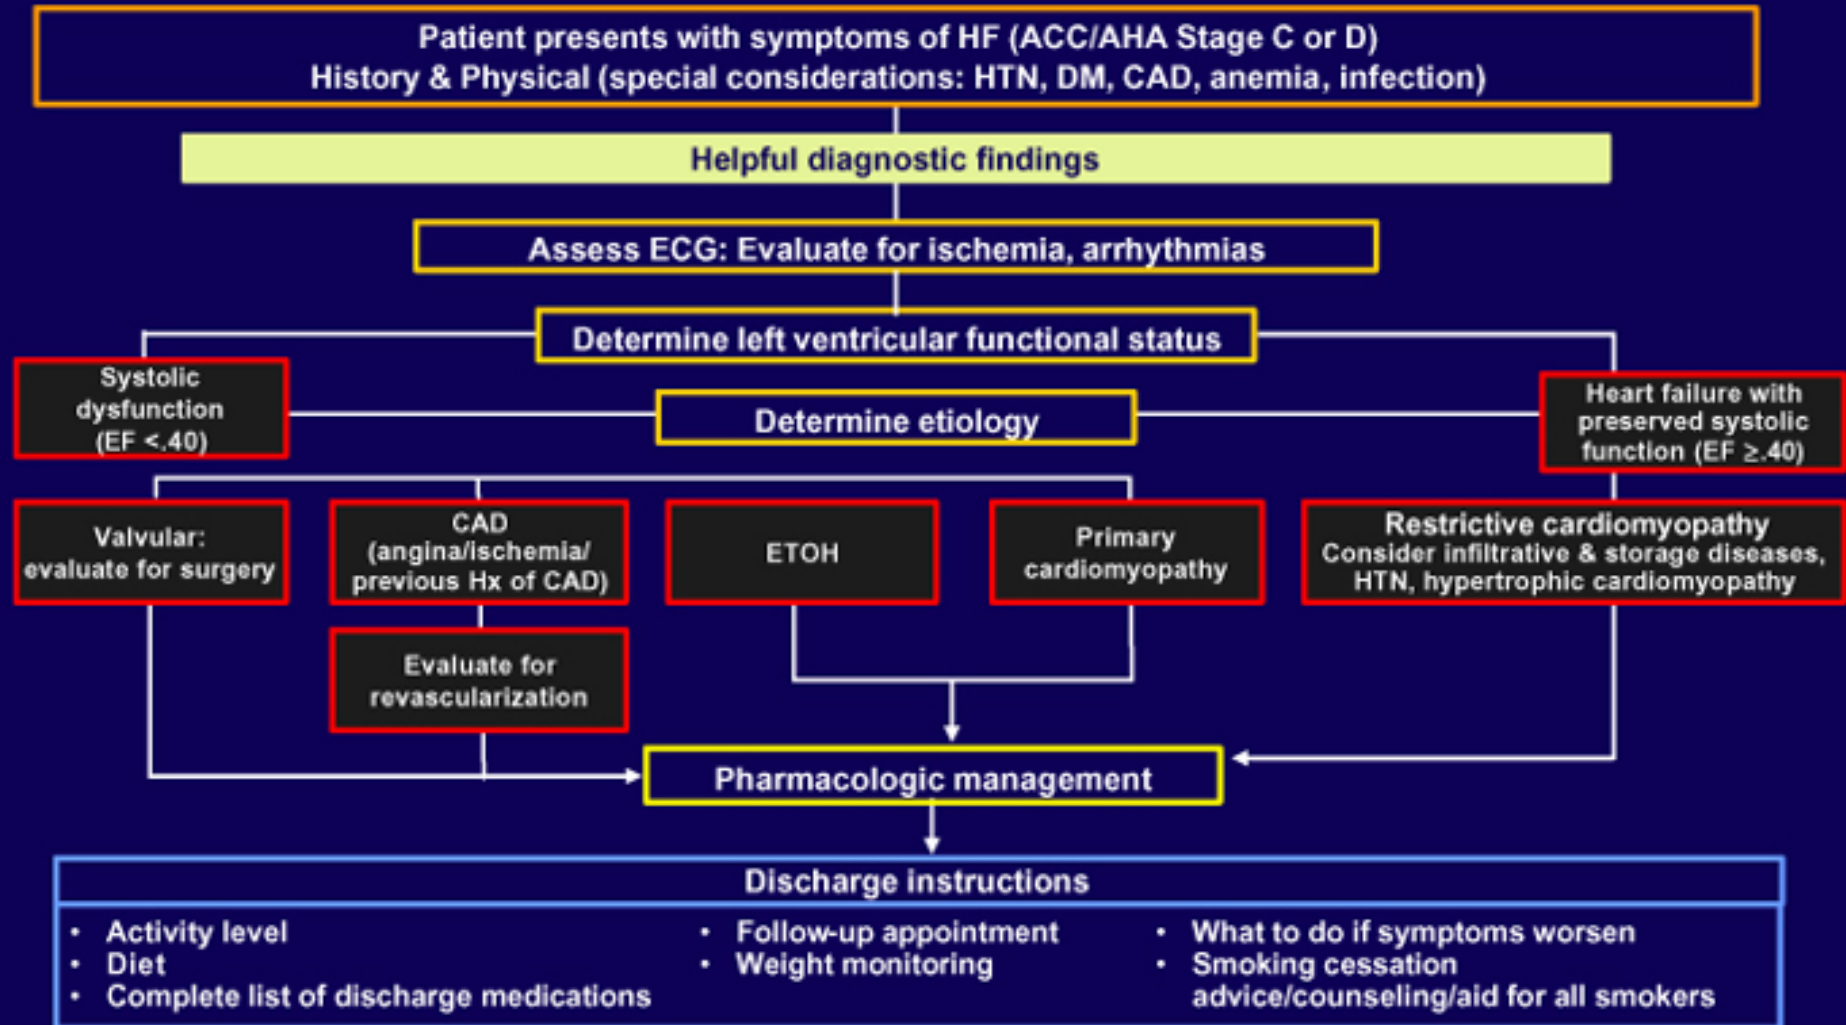 Patient presents with symptoms of HF (ACC/AHA Stage C or D)
History & Physical (special considerations: HTN, DM, CAD, anemia, infection)
Helpful diagnostic findings
Assess ECG: Evaluate for ischemia, arrhythmias
Determine left ventricular functional status
Systolic
dysfunction
(EF <.40)
Determine etiology
Heart failure with
preserved systolic
function (EF ≥.40)
Valvular:
evaluate for surgery
CAD
(angina/ischemia/
previous Hx of CAD)
ETOH
Primary
cardiomyopathy
Restrictive cardiomyopathy
Consider infiltrative & storage diseases,
HTN, hypertrophic cardiomyopathy
Evaluate for
revascularization
Pharmacologic management
Discharge instructions
• Activity level
• Diet
• Complete list of discharge medications
• Follow-up appointment
• Weight monitoring
• What to do if symptoms worsen
• Smoking cessation
advice/counseling/aid for all smokers